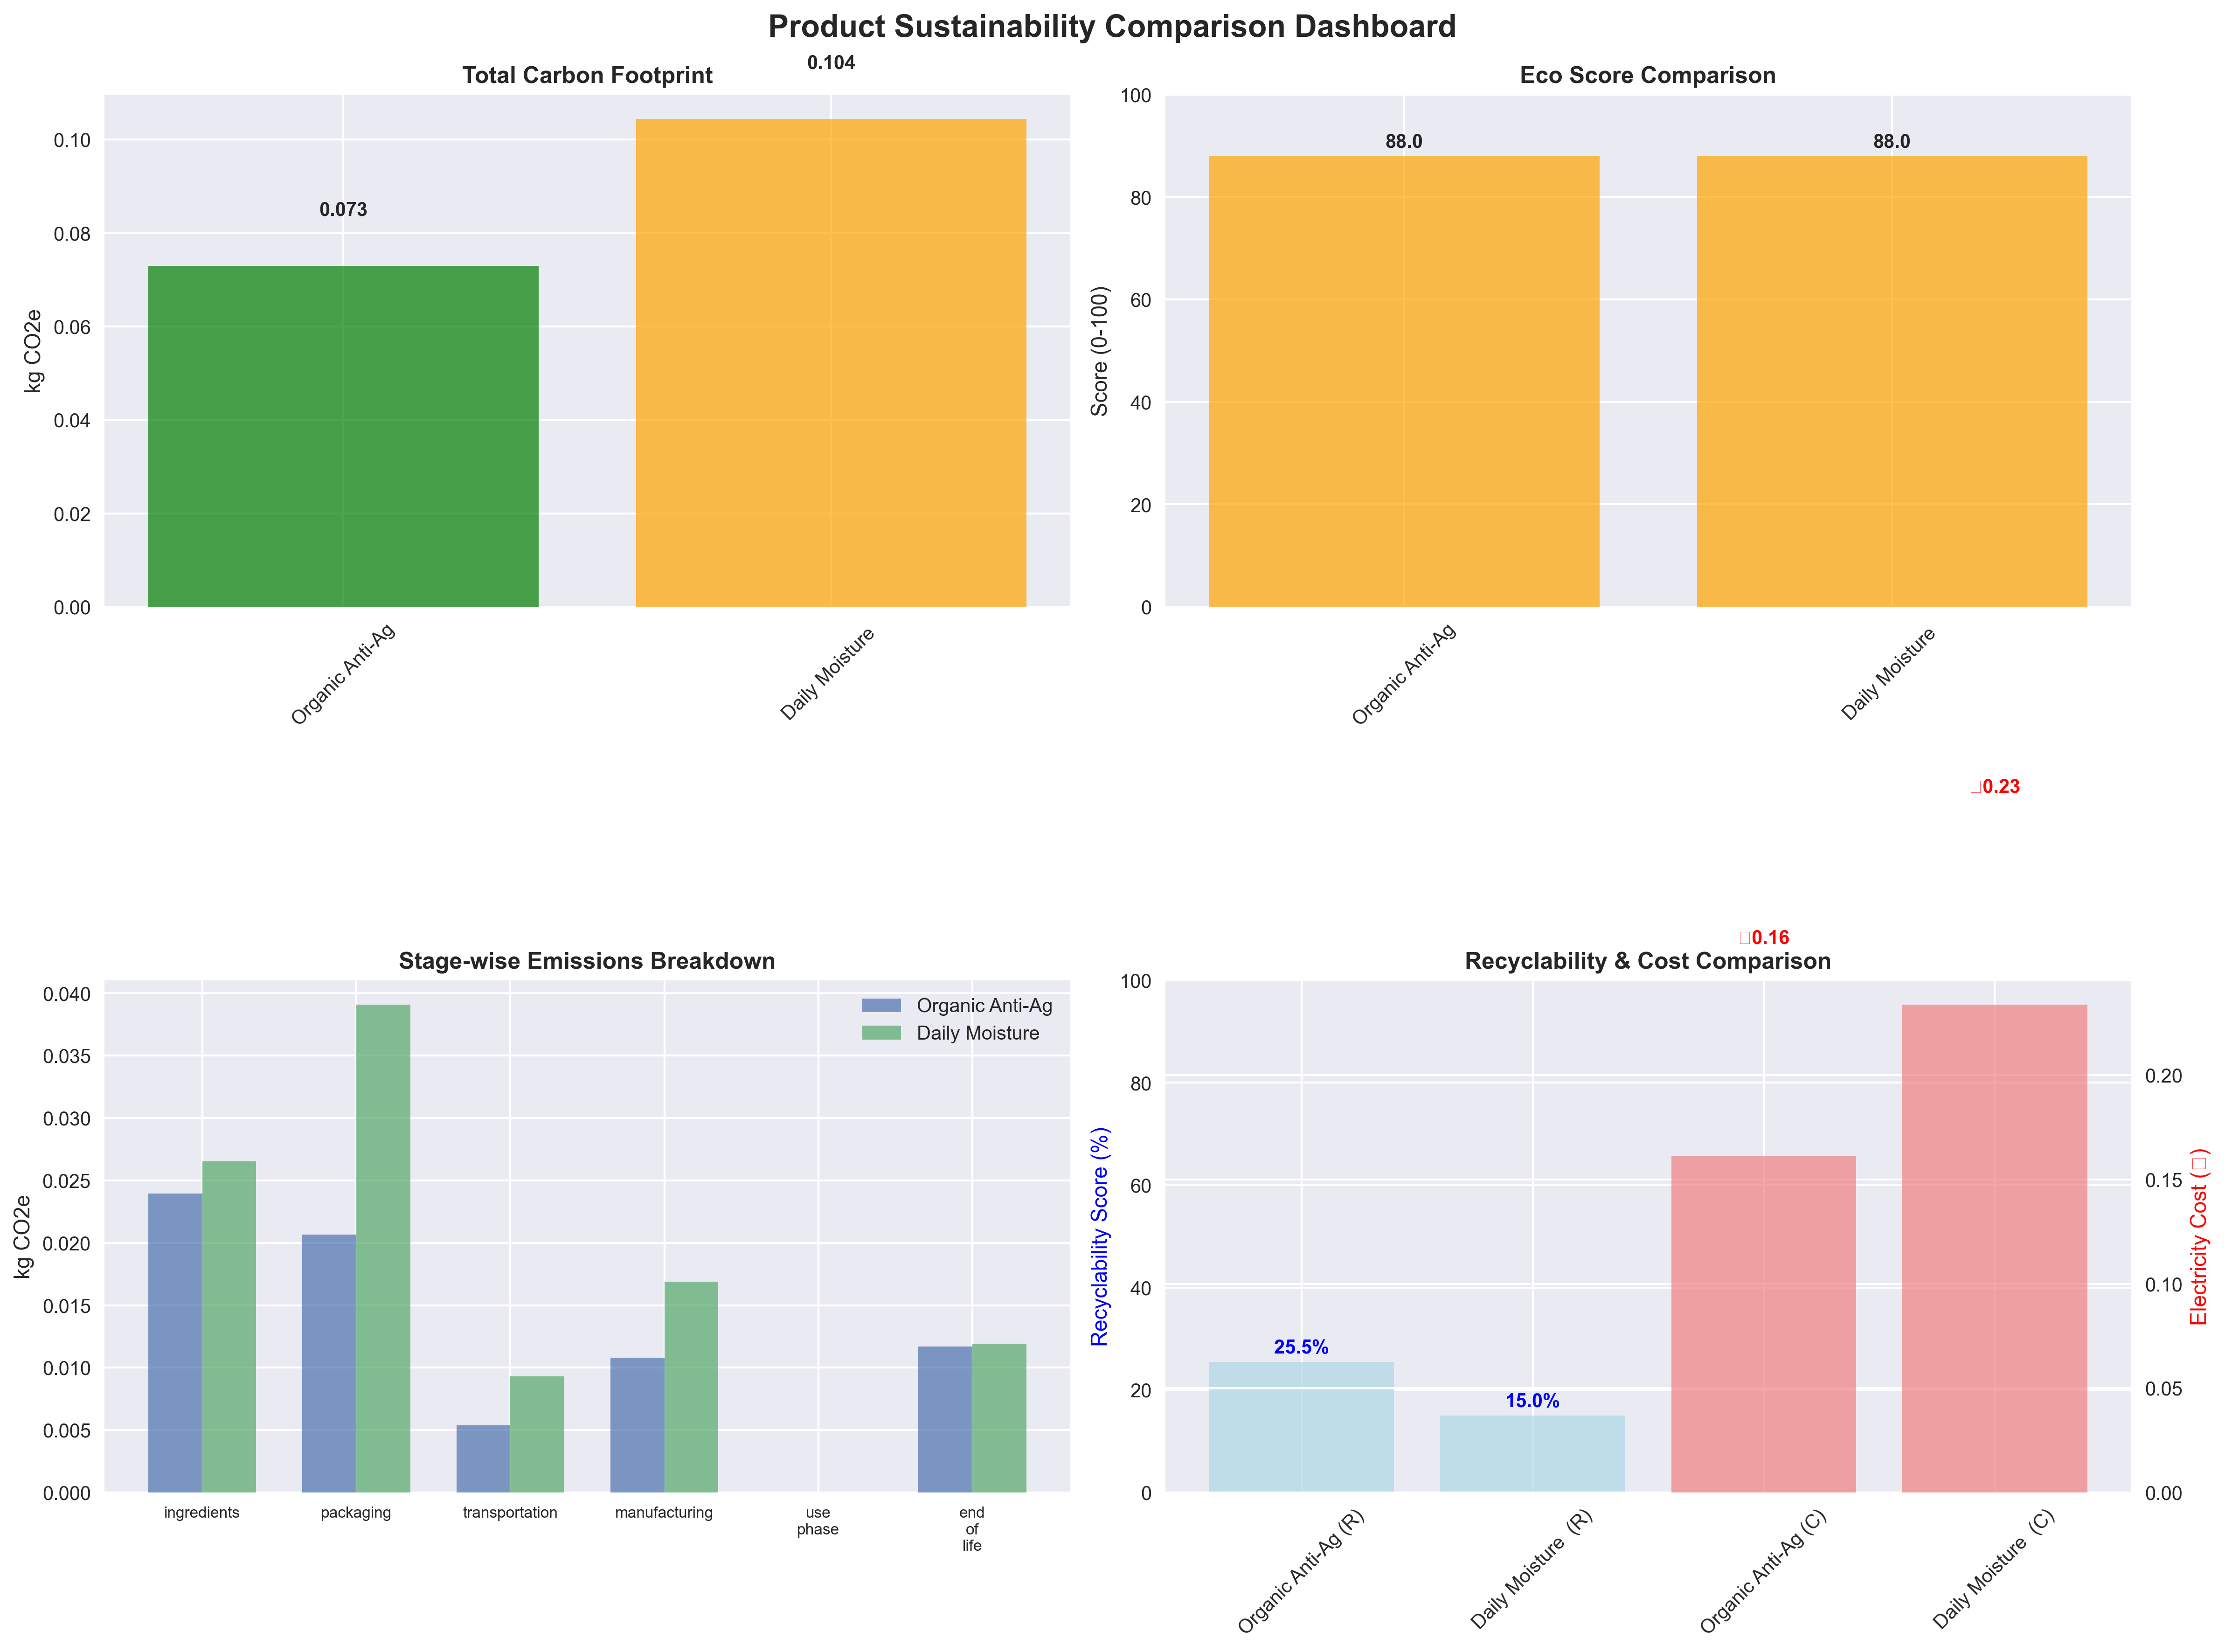 Product Sustainability Comparison Dashboard
Total Carbon Footprint
0.104
0.073
kg CO2e
0.10
0.08
0.06
0.04
0.02
0.00
Organic Anti-Ag
Daily Moisture
Eco Score Comparison
88.0
88.0
Score (0-100)
100
80
60
40
20
0
Organic Anti-Ag
Daily Moisture
Stage-wise Emissions Breakdown
Organic Anti-Ag
Daily Moisture
kg CO2e
0.040
0.035
0.030
0.025
0.020
0.015
0.010
0.005
0.000
ingredients
packaging
transportation
manufacturing
use
phase
end
of
life
□0.23
□0.16
Recyclability & Cost Comparison
Recyclability Score (%)
100
80
60
40
20
0
25.5%
15.0%
0.20
0.15
0.10
0.05
0.00
Electricity Cost (□)
Organic Anti-Ag (R)
Daily Moisture  (R)
Organic Anti-Ag (C)
Daily Moisture  (C)